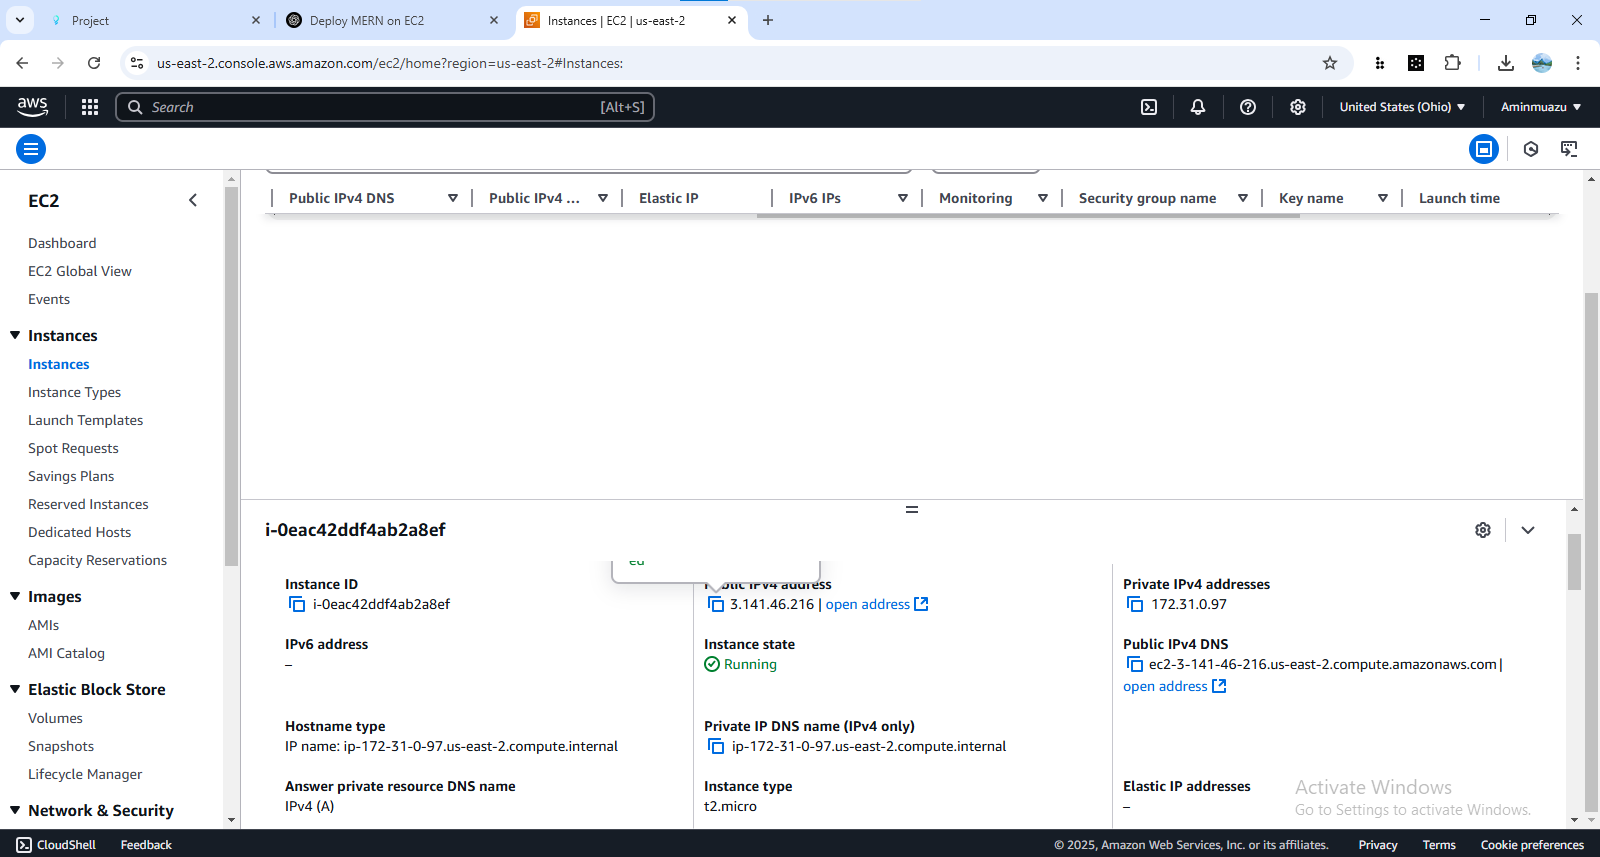 Project
Deploy MERN on EC2
Instances | EC2 | us-east-2
us-east-2.console.aws.amazon.com/ec2/home?region=us-east-2#Instances:
aws
Search
[Alt+S]
United States (Ohio)
Aminmuazu
EC2
Dashboard
EC2 Global View
Events
Instances
Instances
Instance Types
Launch Templates
Spot Requests
Savings Plans
Reserved Instances
Dedicated Hosts
Capacity Reservations
Images
AMIs
AMI Catalog
Elastic Block Store
Volumes
Snapshots
Lifecycle Manager
Network & Security
Public IPv4 DNS
Public IPv4 ...
Elastic IP
IPv6 IPs
Monitoring
Security group name
Key name
Launch time
i-0eac42ddf4ab2a8ef
Instance ID
i-0eac42ddf4ab2a8ef
Public IPv4 address
3.141.46.216 | open address
Private IPv4 addresses
172.31.0.97
IPv6 address
–
Instance state
Running
Public IPv4 DNS
ec2-3-141-46-216.us-east-2.compute.amazonaws.com |
open address
Hostname type
IP name: ip-172-31-0-97.us-east-2.compute.internal
Private IP DNS name (IPv4 only)
ip-172-31-0-97.us-east-2.compute.internal
Answer private resource DNS name
IPv4 (A)
Instance type
t2.micro
Elastic IP addresses
–
Activate Windows
Go to Settings to activate Windows.
CloudShell
Feedback
© 2025, Amazon Web Services, Inc. or its affiliates.
Privacy
Terms
Cookie preferences